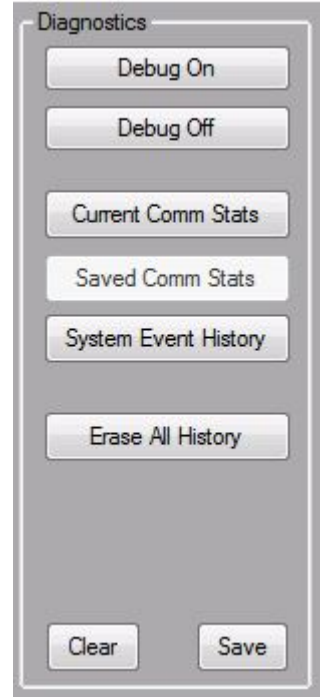 Diagnostics
Debug On
Debug Off
Current Comm Stats
Saved Comm Stats
System Event History
Erase All History
Clear Save